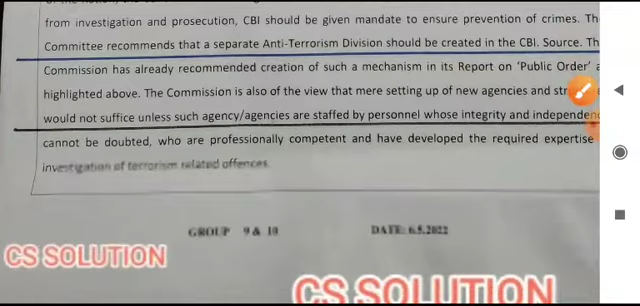 from investigation and prosecution, CBI should be given mandate to ensure prevention of crimes. Th
Committee recommends that a separate Anti-Terrorism Division should be created in the CBI. Source. Th
Commission has already recommended creation of such a mechanism in its Report on 'Public Order' a
highlighted above. The Commission is also of the view that mere setting up of new agencies and str
would not suffice unless such agency/agencies are staffed by personnel whose integrity and independen
cannot be doubted, who are professionally competent and have developed the required expertise
investigation of terrorism related offences.
GROUP 9 & 10 DATE: 6.5.2022
CS SOLUTION
CS SOLUTION